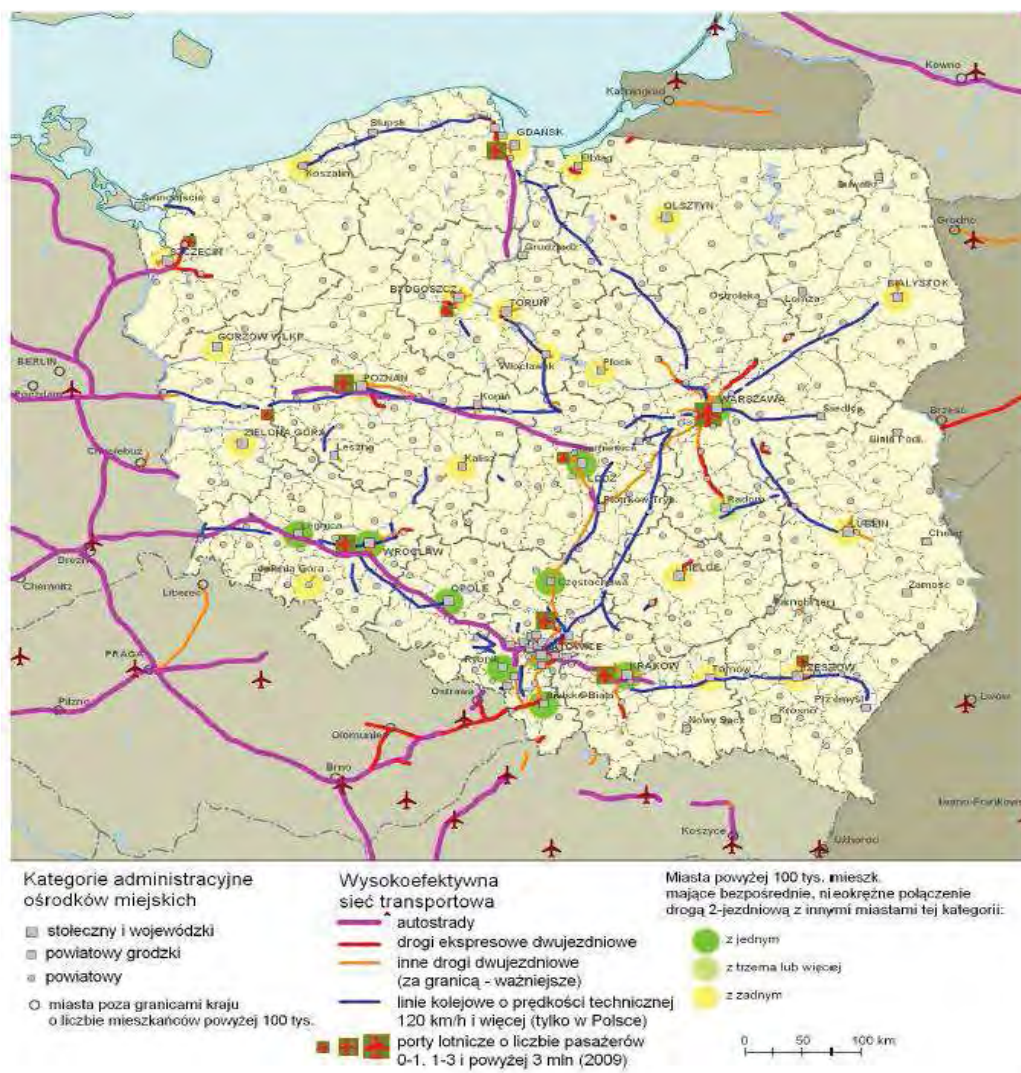 Kowno
Kaliningrad
Słupsk
GDAŃSK
Elbląg
Koszalin
Suwałki
Świnoujście
OLSZTYN
Grodno
SZCZECIN
Grudziądz
BYDGOSZCZ
TORUŃ
Ostrołęka
Łomża
BIAŁYSTOK
GORZÓW WLKP.
Włocławek
Płock
BERLIN
Poczdam
POZNAŃ
Konin
WARSZAWA
Siedlce
Brześć
ZIELONA GÓRA
Leszno
Kalisz
Skierniewice
ŁÓDŹ
Biała Podl.
Chociebuż
Piotrków Tryb.
Radom
Legnica
WROCŁAW
LUBLIN
Chełm
Drezno
Jelenia Góra
Częstochowa
KIELCE
Zamość
Chemnitz
Liberec
OPOLE
Tarnobrzeg
PRAGA
KATOWICE
Rybnik
KRAKÓW
Tarnów
RZESZÓW
Pilzno
Ostrawa
Bielsko-Biała
Przemyśl
Lwów
Ołomuniec
Nowy Sącz
Krosno
Brno
Iwano-Frankowsk
Koszyce
Użhorod
Kategorie administracyjne
ośrodków miejskich
stołeczny i wojewódzki
powiatowy grodzki
powiatowy
miasta poza granicami kraju
o liczbie mieszkańców powyżej 100 tys.
Wysokoefektywna
sieć transportowa
autostrady
drogi ekspresowe dwujezdniowe
inne drogi dwujezdniowe
(za granicą - ważniejsze)
linie kolejowe o prędkości technicznej
120 km/h i więcej (tylko w Polsce)
porty lotnicze o liczbie pasażerów
0-1, 1-3 i powyżej 3 mln (2009)
Miasta powyżej 100 tys. mieszk.
mające bezpośrednie, nieokrężne połączenie
drogą 2-jezdniową z innymi miastami tej kategorii:
z jednym
z trzema lub więcej
z żadnym
0 50 100 km